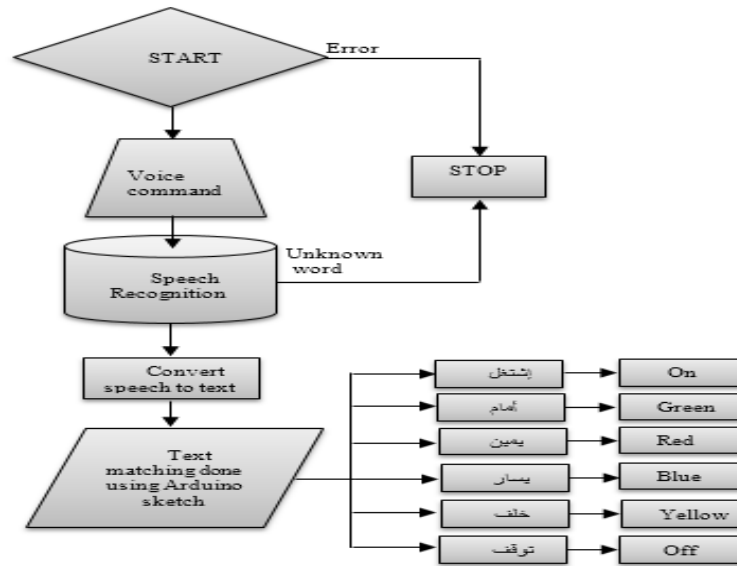 START
Error
Voice
command
STOP
Unknown
word
Speech
Recognition
Convert
speech to text
Text
matching done
using Arduino
sketch
إشتغل
On
أمام
Green
يمين
Red
يسار
Blue
خلف
Yellow
توقف
Off